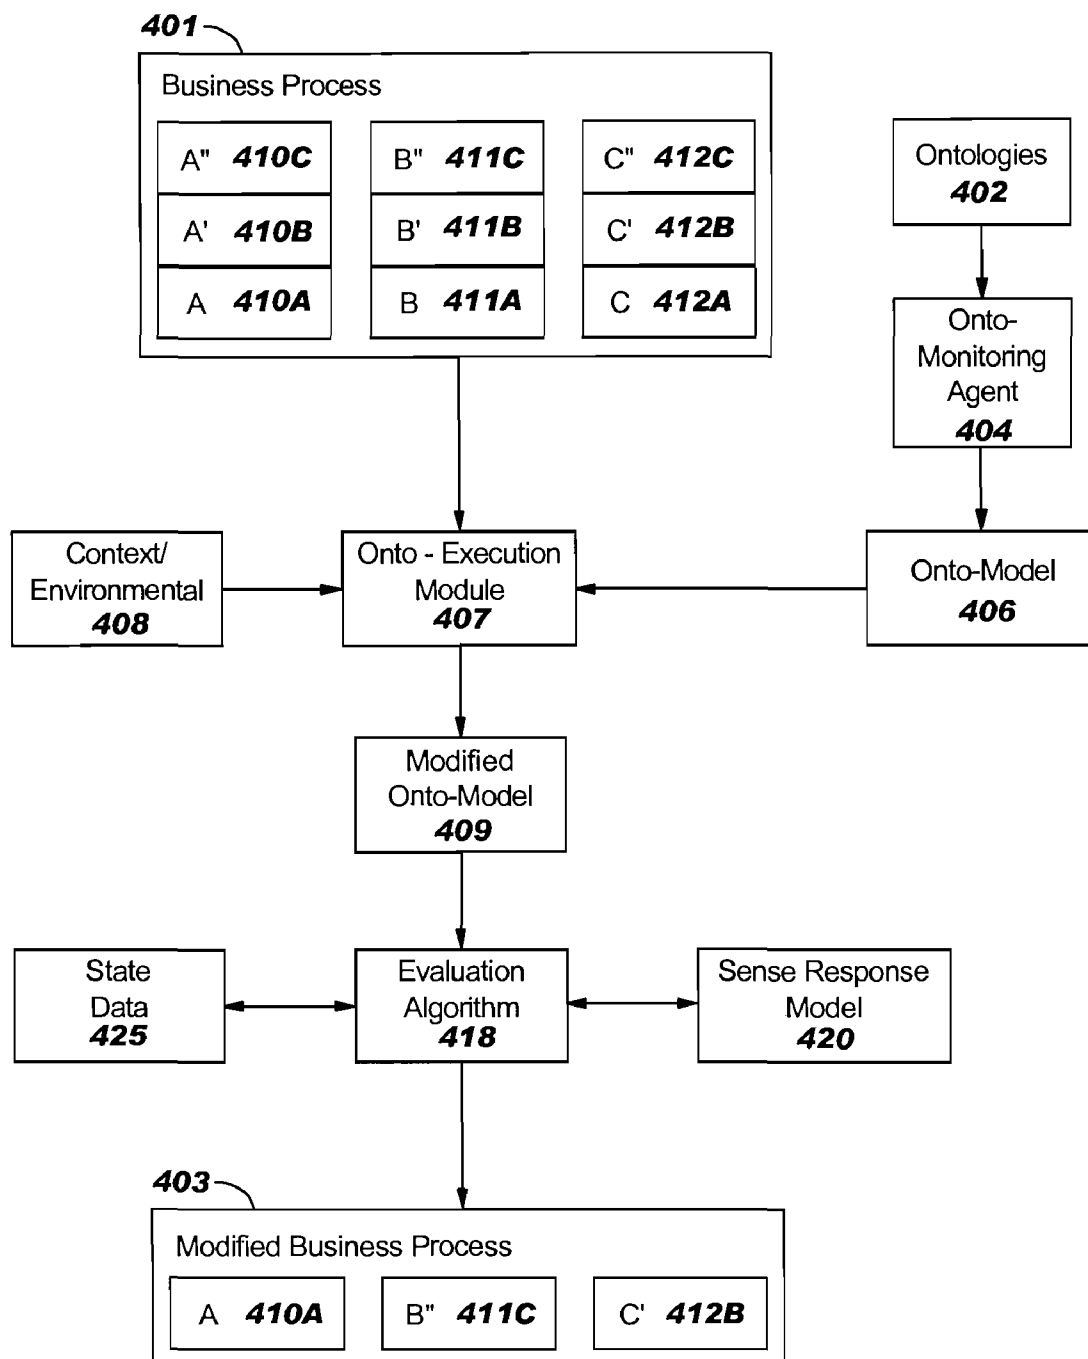 401
Business Process
A" 410C B" 411C C" 412C
A' 410B B' 411B C' 412B
A 410A B 411A C 412A
Ontologies
402
Onto-
Monitoring
Agent
404
Context/
Environmental
408
Onto - Execution
Module
407
Onto-Model
406
Modified
Onto-Model
409
State
Data
425
Evaluation
Algorithm
418
Sense Response
Model
420
403
Modified Business Process
A 410A B" 411C C' 412B